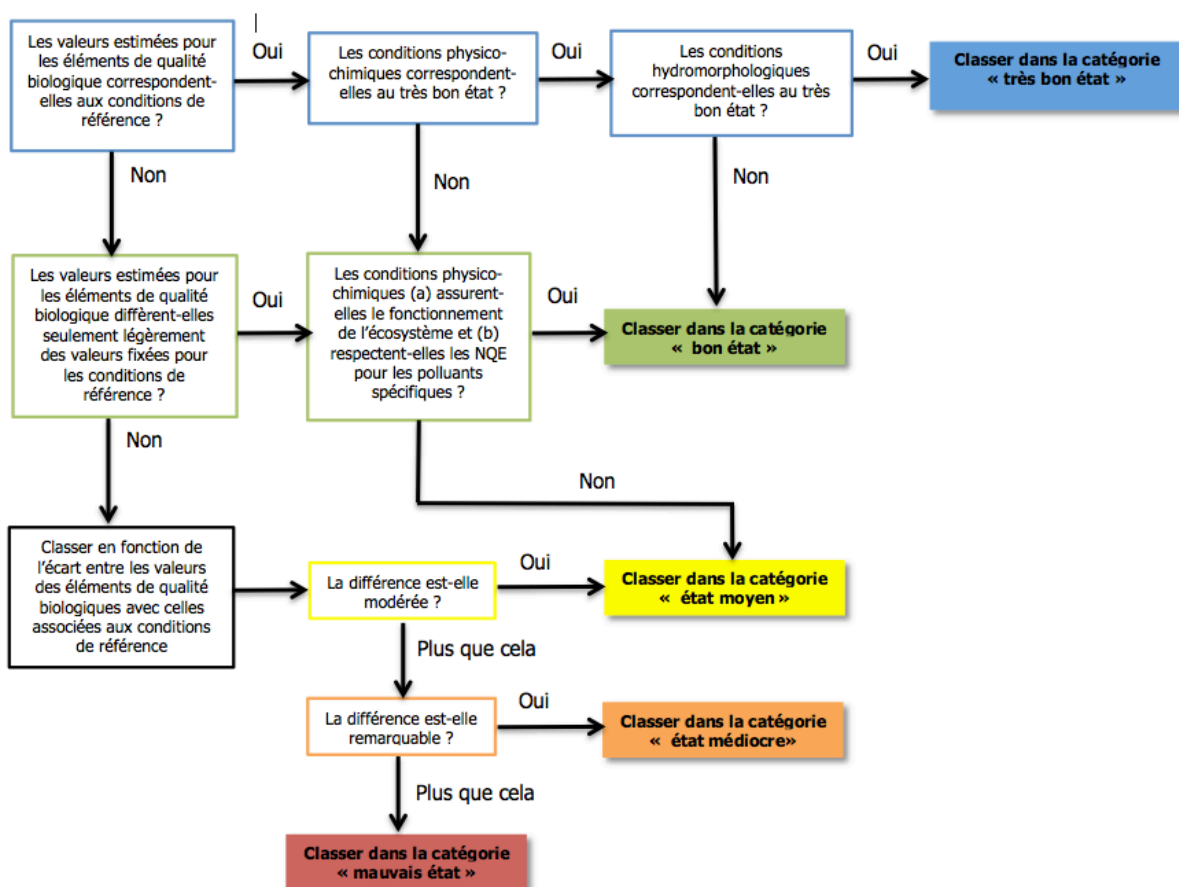 Les valeurs estimées pour
les éléments de qualité
biologique correspondent-
elles aux conditions de
référence ?
Oui
Les conditions physico-
chimiques correspondent-
elles au très bon état ?
Oui
Les conditions
hydromorphologiques
correspondent-elles au très
bon état ?
Oui
Classer dans la catégorie
« très bon état »
Non
Non
Non
Les valeurs estimées pour
les éléments de qualité
biologique diffèrent-elles
seulement légèrement
des valeurs fixées pour
les conditions de
référence ?
Oui
Les conditions physico-
chimiques (a) assurent-
elles le fonctionnement
de l'écosystème et (b)
respectent-elles les NQE
pour les polluants
spécifiques ?
Oui
Classer dans la catégorie
« bon état »
Non
Non
Classer en fonction de
l'écart entre les valeurs
des éléments de qualité
biologiques avec celles
associées aux conditions
de référence
La différence est-elle
modérée ?
Oui
Classer dans la catégorie
« état moyen »
Plus que cela
La différence est-elle
remarquable ?
Oui
Classer dans la catégorie
« état médiocre»
Plus que cela
Classer dans la catégorie
« mauvais état »